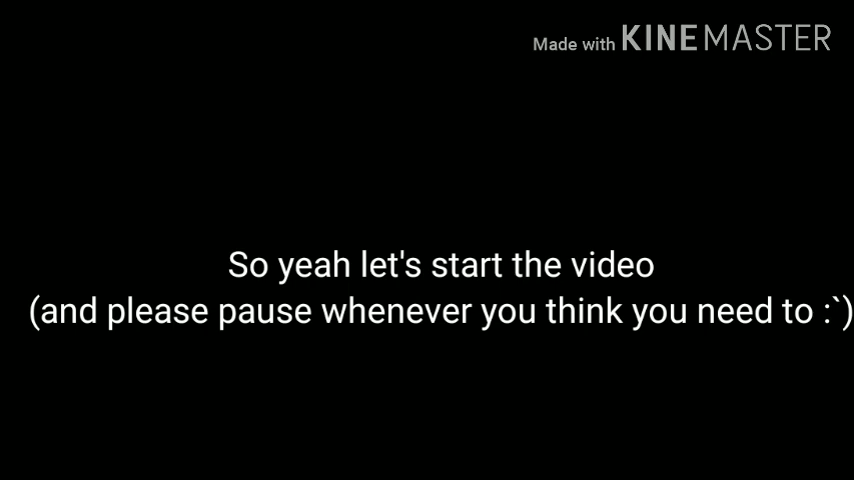 Made with KINEMASTER
So yeah let's start the video
(and please pause whenever you think you need to :`)